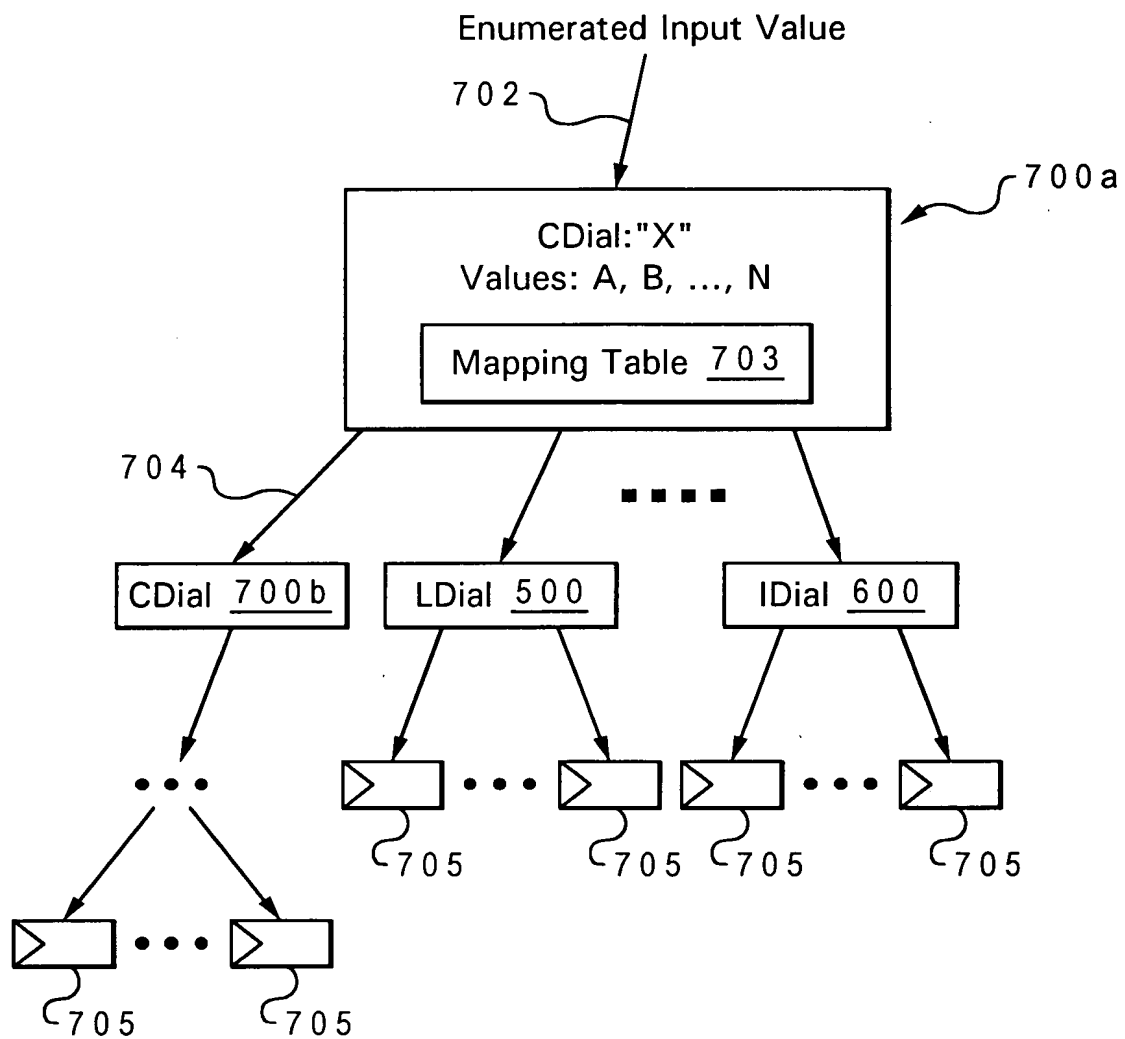 Enumerated Input Value
702
700a
CDial:"X"
Values: A, B, ..., N
Mapping Table 703
704
CDial 700b
LDial 500
IDial 600
705
705
705
705
705
705